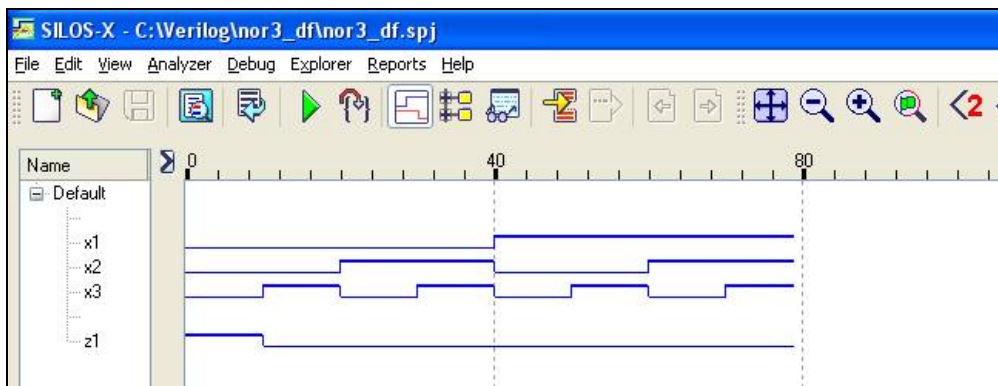 SILOS-X - C:\Verilog\nor3_df\nor3_df.spj
File Edit View Analyzer Debug Explorer Reports Help
2
Name 0 40 80
Default
x1
x2
x3
z1